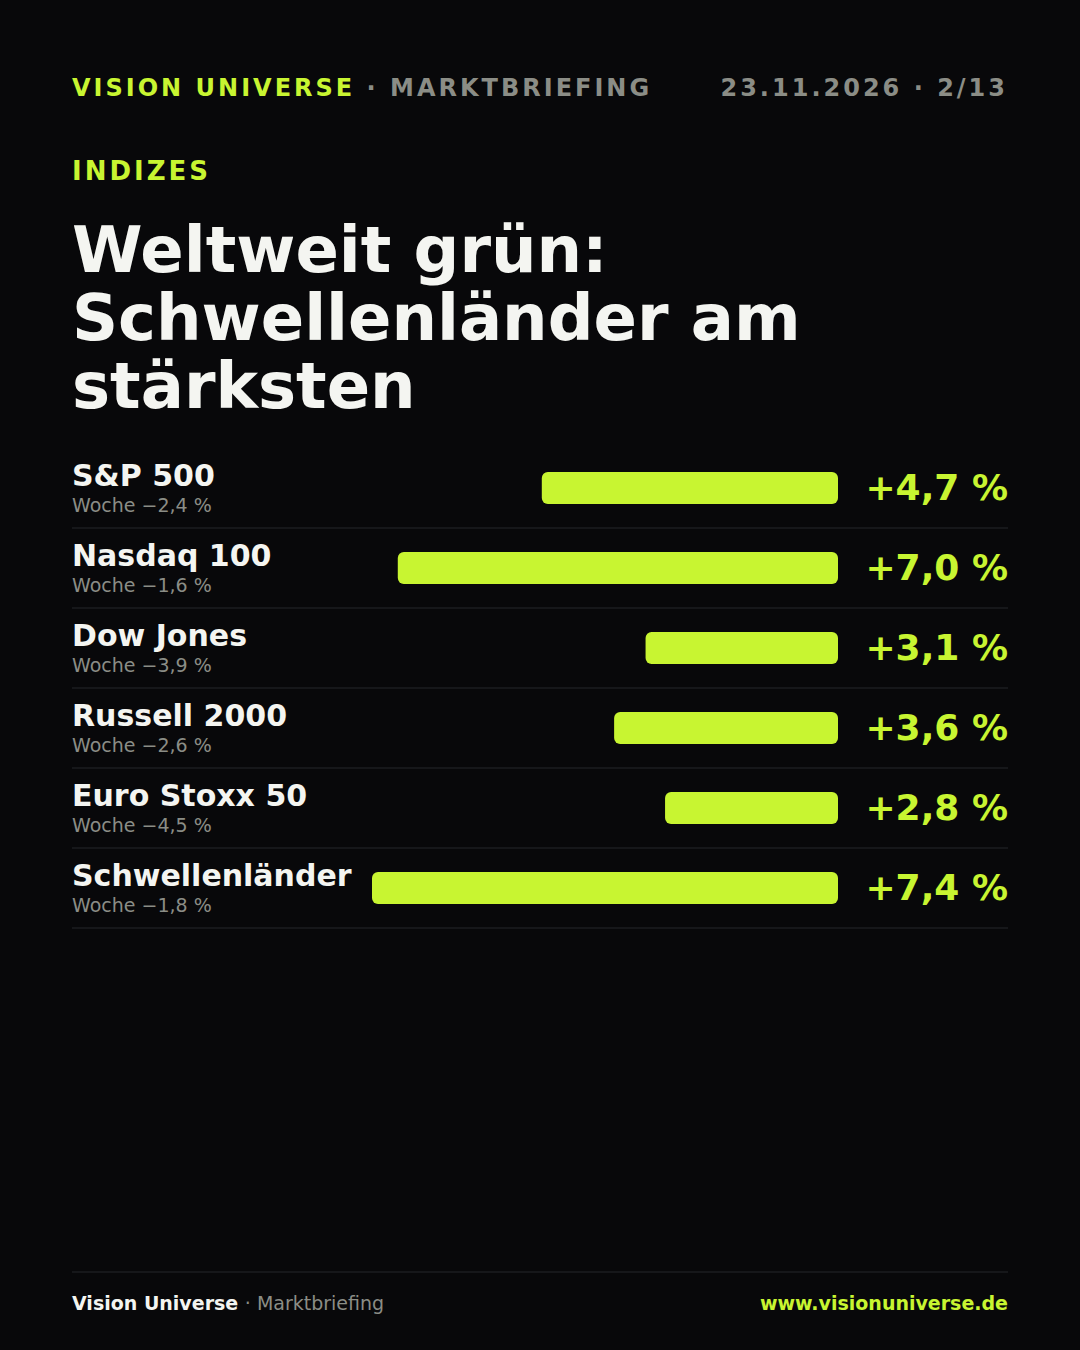 VISION UNIVERSE · MARKTBRIEFING 23.11.2026 · 2/13
INDIZES
Weltweit grün:
Schwellenländer am
stärksten
S&P 500 +4,7 %
Woche −2,4 %
Nasdaq 100 +7,0 %
Woche −1,6 %
Dow Jones +3,1 %
Woche −3,9 %
Russell 2000 +3,6 %
Woche −2,6 %
Euro Stoxx 50 +2,8 %
Woche −4,5 %
Schwellenländer +7,4 %
Woche −1,8 %
Vision Universe · Marktbriefing www.visionuniverse.de